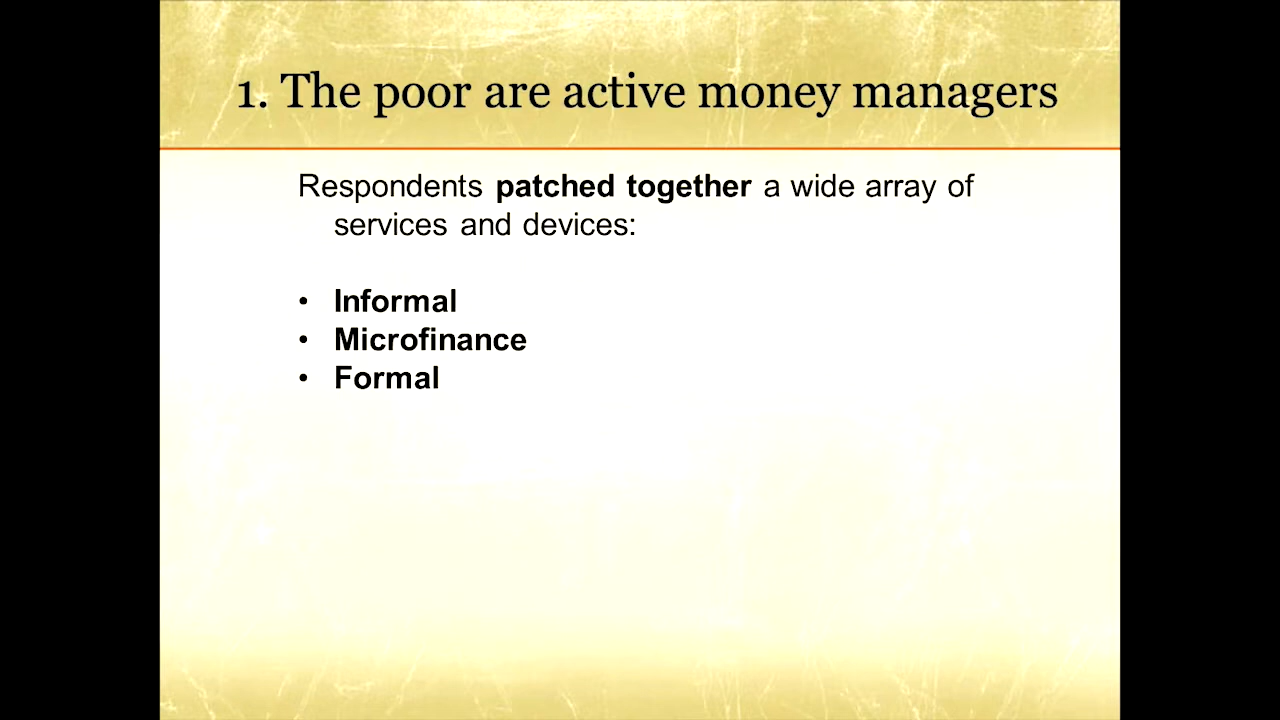 1. The poor are active money managers
Respondents patched together a wide array of
services and devices:
• Informal
• Microfinance
• Formal